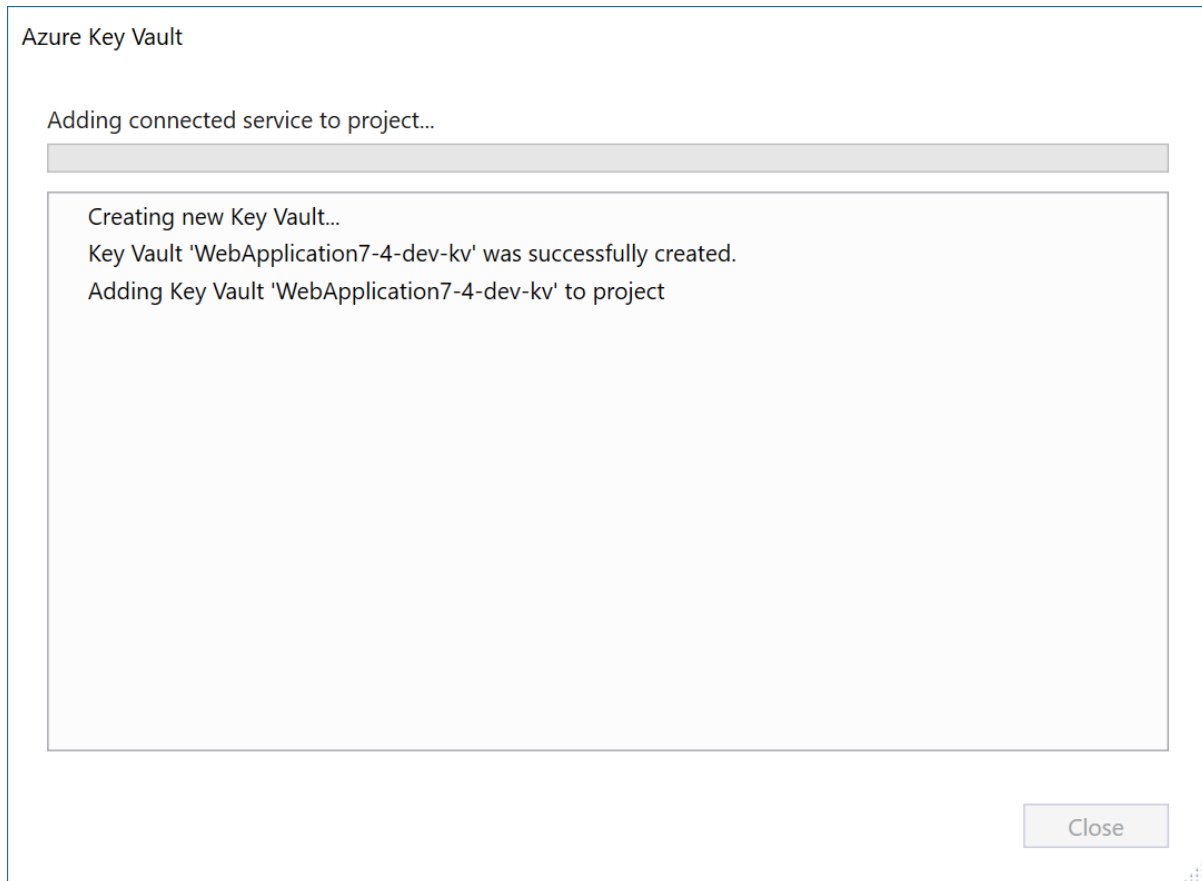 Azure Key Vault
Adding connected service to project...
Creating new Key Vault...
Key Vault 'WebApplication7-4-dev-kv' was successfully created.
Adding Key Vault 'WebApplication7-4-dev-kv' to project
Close